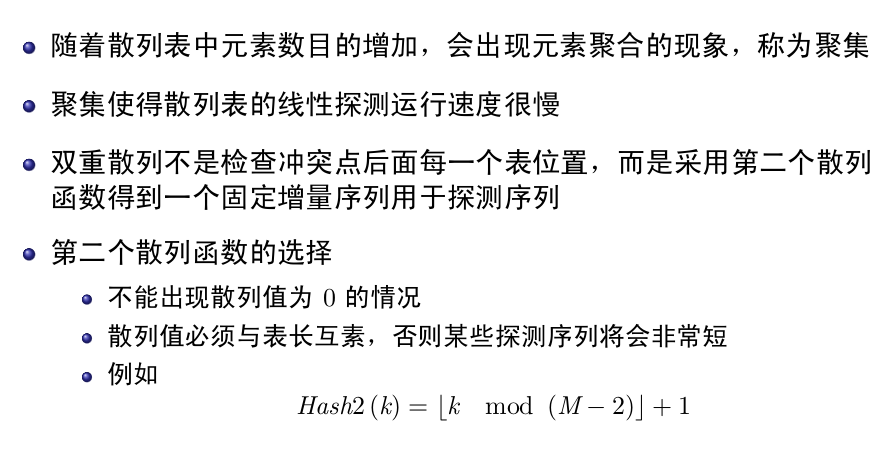 随着散列表中元素数目的增加，会出现元素聚合的现象，称为聚集
聚集使得散列表的线性探测运行速度很慢
双重散列不是检查冲突点后面每一个表位置，而是采用第二个散列
函数得到一个固定增量序列用于探测序列
第二个散列函数的选择
不能出现散列值为 0 的情况
散列值必须与表长互素，否则某些探测序列将会非常短
例如
Hash2 (k) = ⌊k mod (M − 2)⌋ + 1